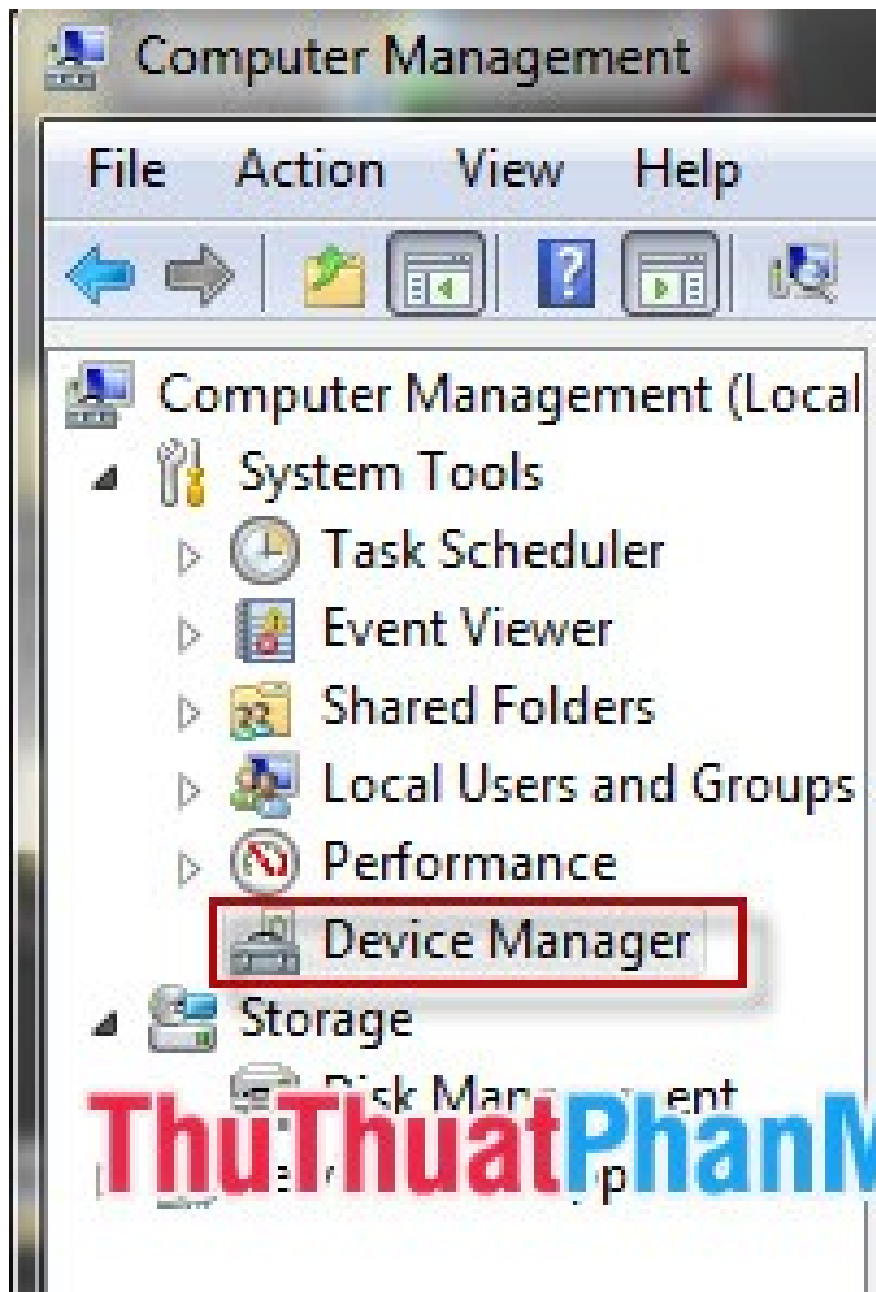 Computer Management
File Action View Help
Computer Management (Local
System Tools
Task Scheduler
Event Viewer
Shared Folders
Local Users and Groups
Performance
Device Manager
Storage
ThuThuatPhanM